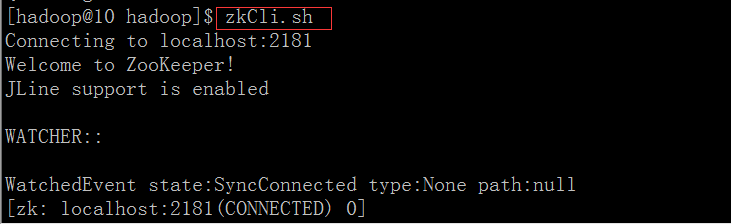 [hadoop@10 hadoop]$ zkCli.sh
Connecting to localhost:2181
Welcome to ZooKeeper!
JLine support is enabled
WATCHER::
WatchedEvent state:SyncConnected type:None path:null
[zk: localhost:2181(CONNECTED) 0]